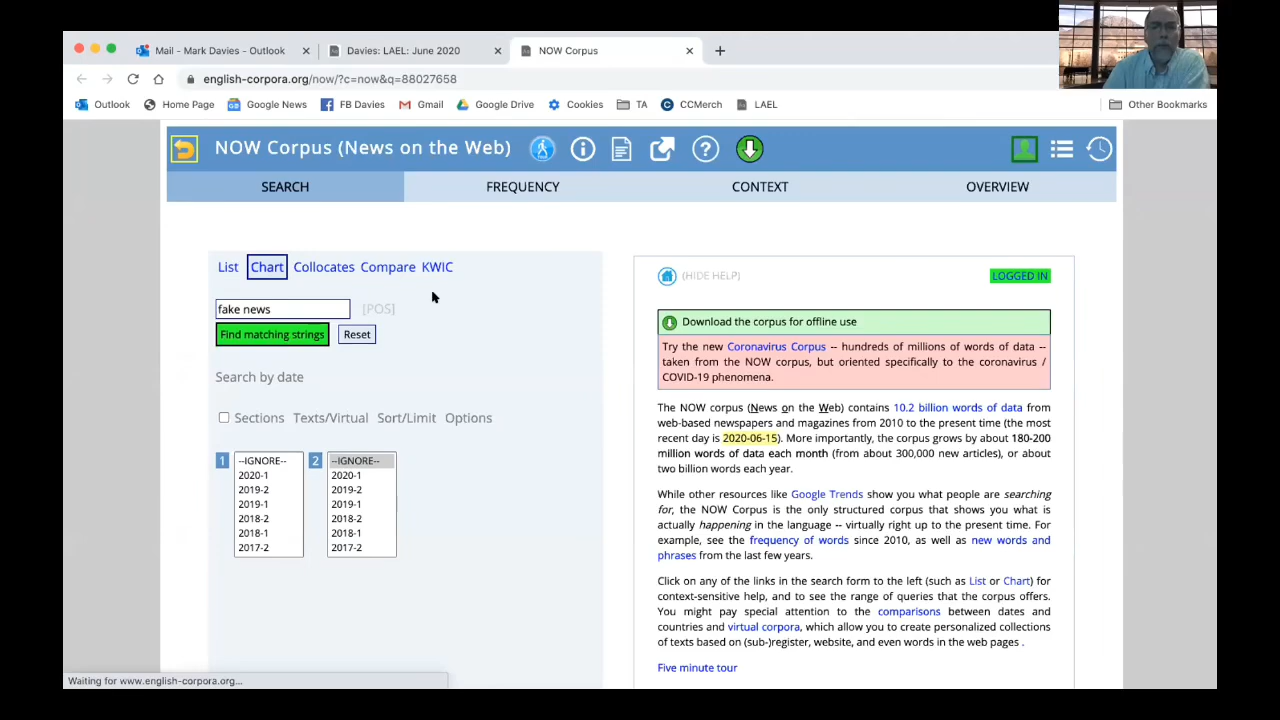 Mail - Mark Davies - Outlook
Davies: LAEL: June 2020
NOW Corpus
english-corpora.org/now/?c=now&q=88027658
Outlook
Home Page
Google News
FB Davies
Gmail
Google Drive
Cookies
TA
CCMerch
LAEL
Other Bookmarks
NOW Corpus (News on the Web)
SEARCH
FREQUENCY
CONTEXT
OVERVIEW
List Chart Collocates Compare KWIC
fake news
[POS]
Find matching strings
Reset
Search by date
Sections Texts/Virtual Sort/Limit Options
1
--IGNORE--
2020-1
2019-2
2019-1
2018-2
2018-1
2017-2
2
--IGNORE--
2020-1
2019-2
2019-1
2018-2
2018-1
2017-2
(HIDE HELP)
LOGGED IN
Download the corpus for offline use
Try the new Coronavirus Corpus -- hundreds of millions of words of data --
taken from the NOW corpus, but oriented specifically to the coronavirus /
COVID-19 phenomena.
The NOW corpus (News on the Web) contains 10.2 billion words of data from
web-based newspapers and magazines from 2010 to the present time (the most
recent day is 2020-06-15). More importantly, the corpus grows by about 180-200
million words of data each month (from about 300,000 new articles), or about
two billion words each year.
While other resources like Google Trends show you what people are searching
for, the NOW Corpus is the only structured corpus that shows you what is
actually happening in the language -- virtually right up to the present time. For
example, see the frequency of words since 2010, as well as new words and
phrases from the last few years.
Click on any of the links in the search form to the left (such as List or Chart) for
context-sensitive help, and to see the range of queries that the corpus offers.
You might pay special attention to the comparisons between dates and
countries and virtual corpora, which allow you to create personalized collections
of texts based on (sub-)register, website, and even words in the web pages .
Five minute tour
Waiting for www.english-corpora.org...